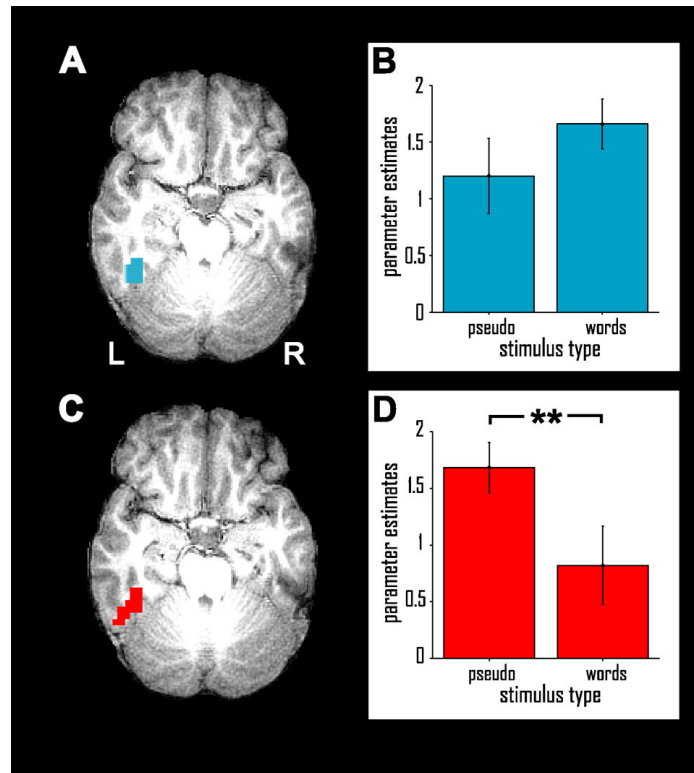 A
L
R
B
2
1.5
1
0.5
0
parameter estimates
pseudo words
stimulus type
C
D
**
2
1.5
1
0.5
0
parameter estimates
pseudo words
stimulus type